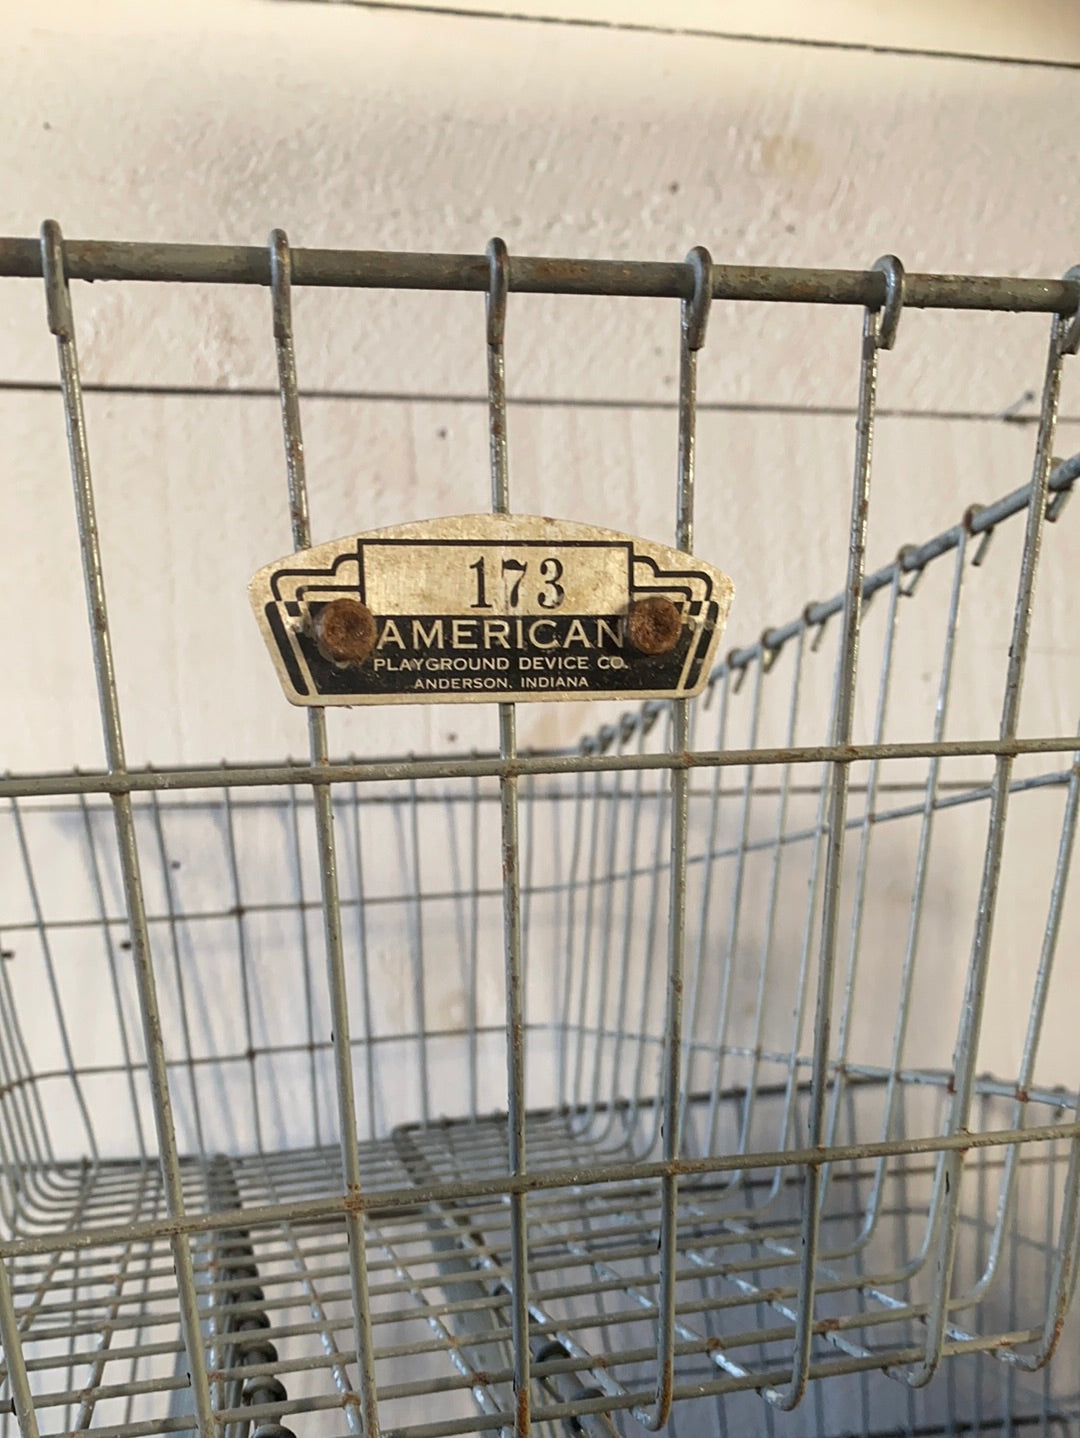 173
AMERICAN
PLAYGROUND DEVICE CO.
ANDERSON, INDIANA